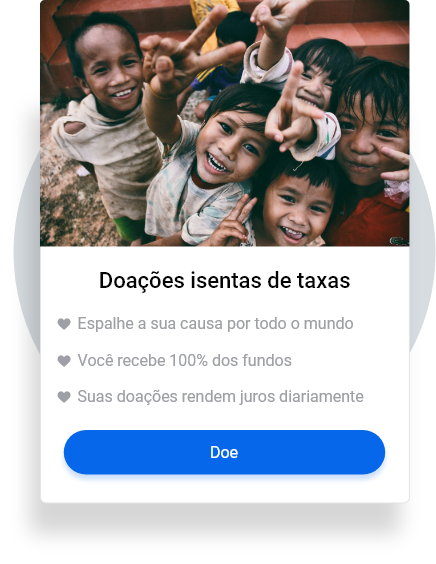 Doações isentas de taxas
Espalhe a sua causa por todo o mundo
Você recebe 100% dos fundos
Suas doações rendem juros diariamente
Doe